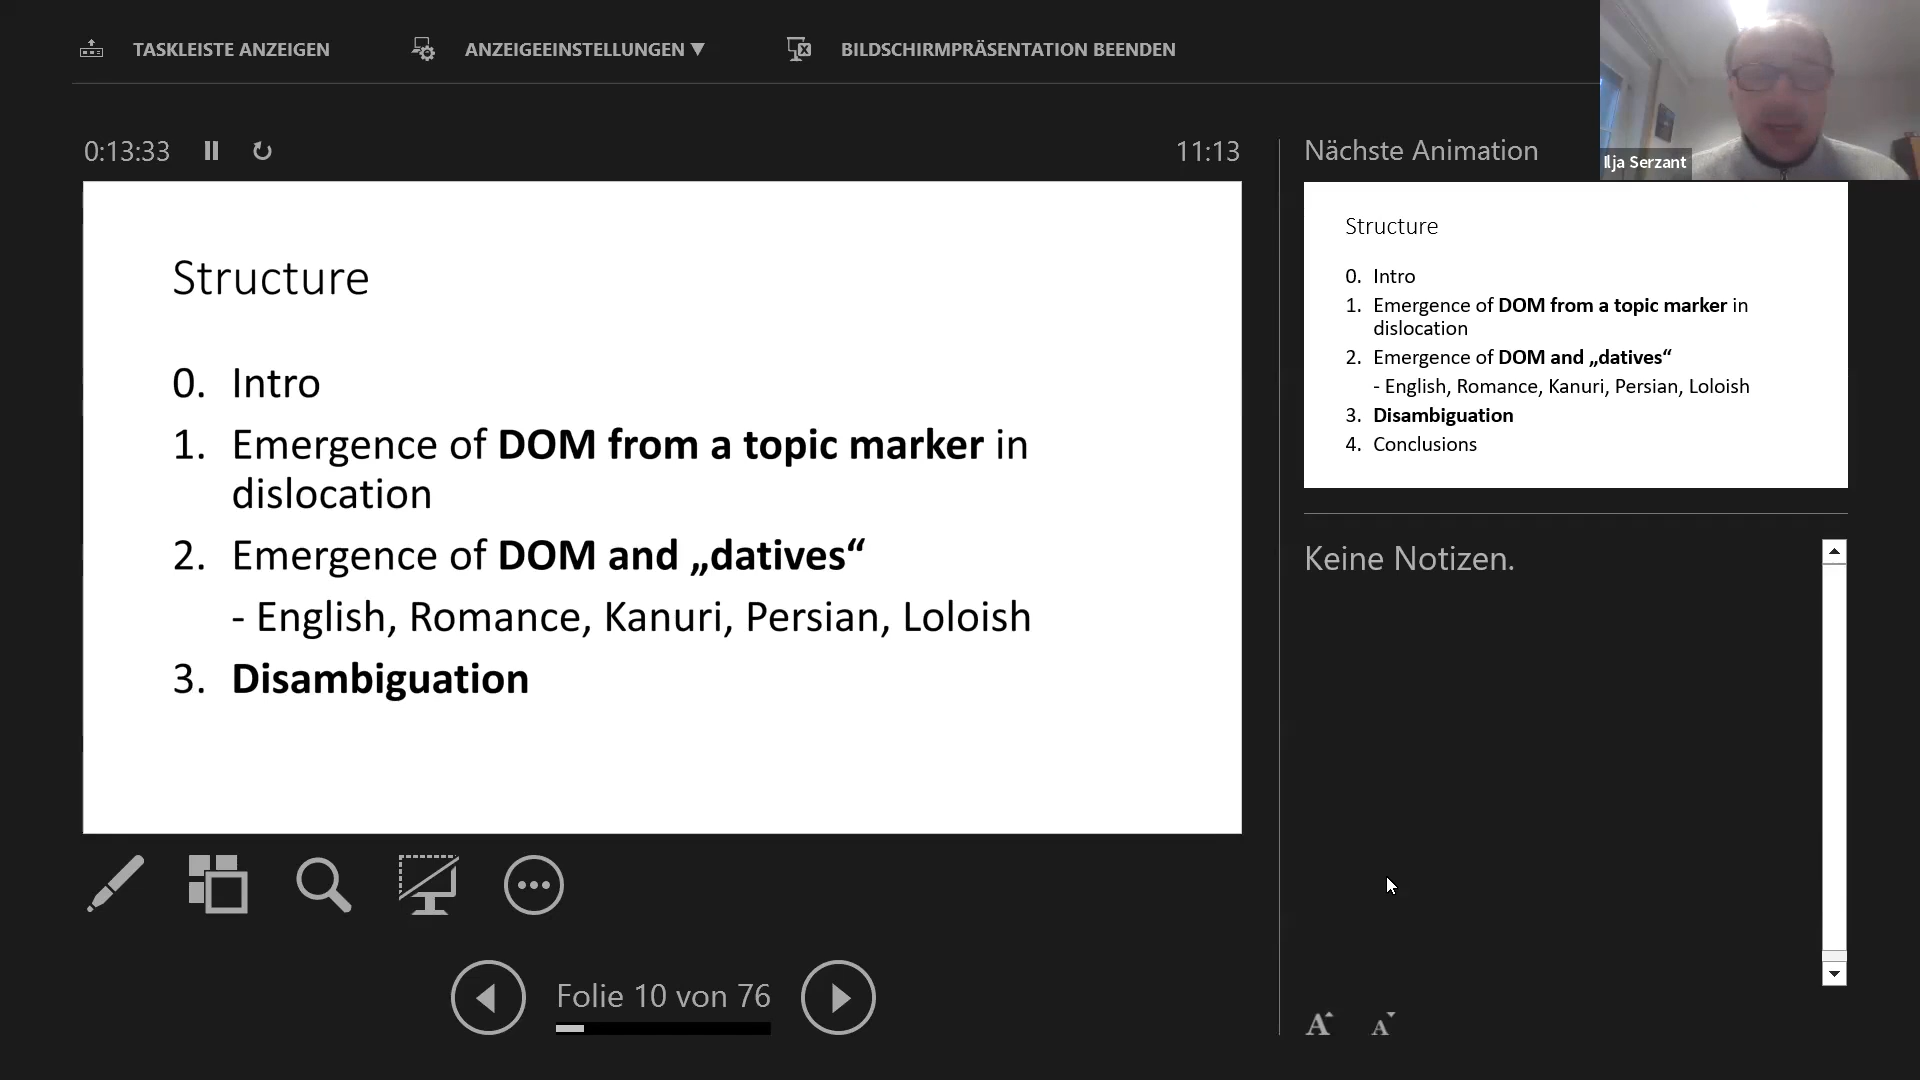 TASKLEISTE ANZEIGEN
ANZEIGEEINSTELLUNGEN ▼
BILDSCHIRMPRÄSENTATION BEENDEN
Ilja Serzant
0:13:33
11:13
Structure
0. Intro
1. Emergence of DOM from a topic marker in
dislocation
2. Emergence of DOM and „datives“
- English, Romance, Kanuri, Persian, Loloish
3. Disambiguation
Folie 10 von 76
Nächste Animation
Structure
0. Intro
1. Emergence of DOM from a topic marker in
dislocation
2. Emergence of DOM and „datives“
- English, Romance, Kanuri, Persian, Loloish
3. Disambiguation
4. Conclusions
Keine Notizen.
A A